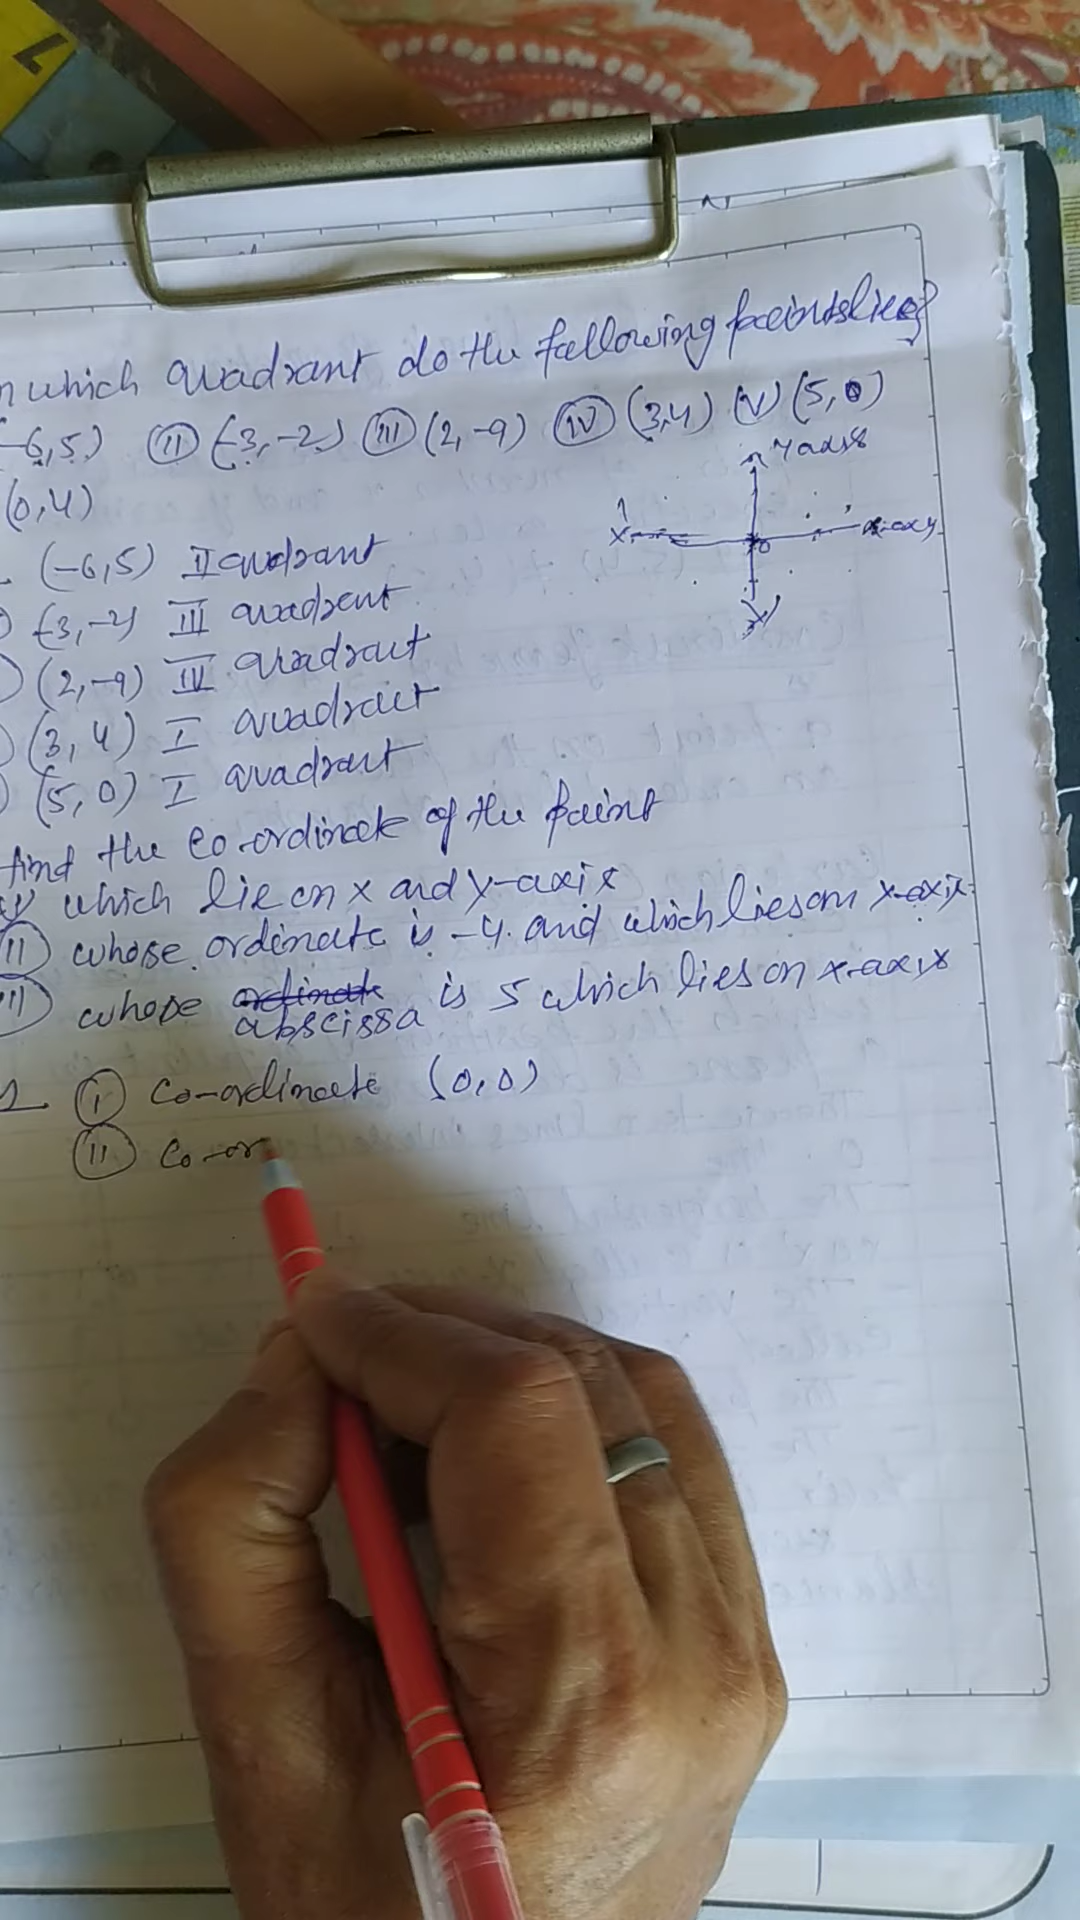 n which quadrant do the following points lies?
-6,5) (II) (-3,-2) (III) (2,-9) (IV) (3,4) (V) (5,0)
(0,4)
Y axis
X'
x-axy
0
Y'
(-6,5) II quadrant
(-3,-2) III quadrant
(2,-9) IV quadrant
(3,4) I quadrant
(5,0) I quadrant
find the co-ordinate of the point
which lie on x and y-axis
(II) whose ordinate is -4. and which lies on x-axis.
whose abscissa is 5 which lies on x-axis
(I) Co-ordinate (0,0)
(II) Co-or